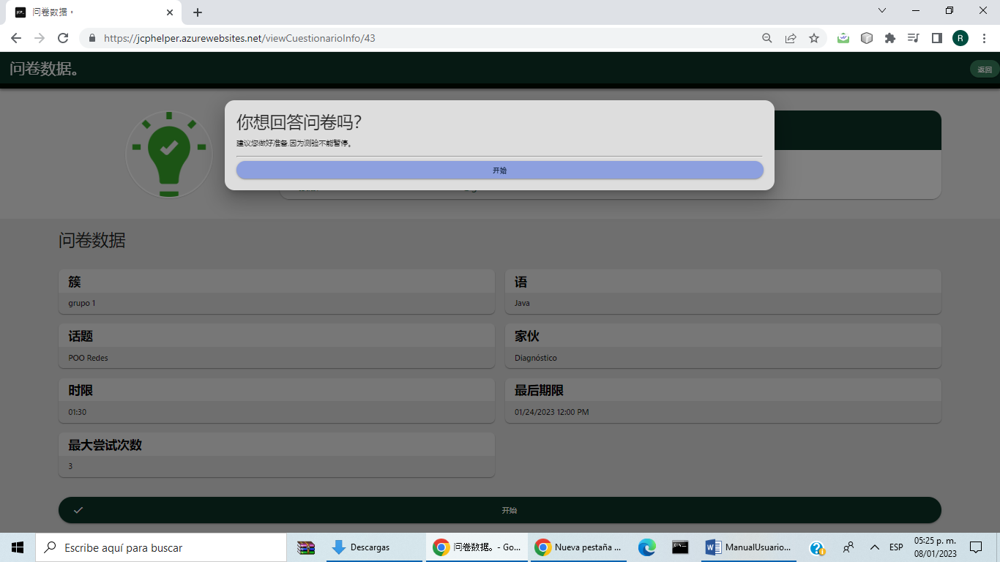 问卷数据。
https://jcphelper.azurewebsites.net/viewCuestionarioInfo/43
R
问卷数据。
返回
你想回答问卷吗?
建议您做好准备,因为测验不能暂停。
开始
问卷数据
簇
grupo 1
语
Java
话题
POO Redes
家伙
Diagnóstico
时限
01:30
最后期限
01/24/2023 12:00 PM
最大尝试次数
3
开始
Escribe aquí para buscar
Descargas
问卷数据。 - Go...
Nueva pestaña ...
ManualUsuario...
ESP
05:25 p. m.
08/01/2023